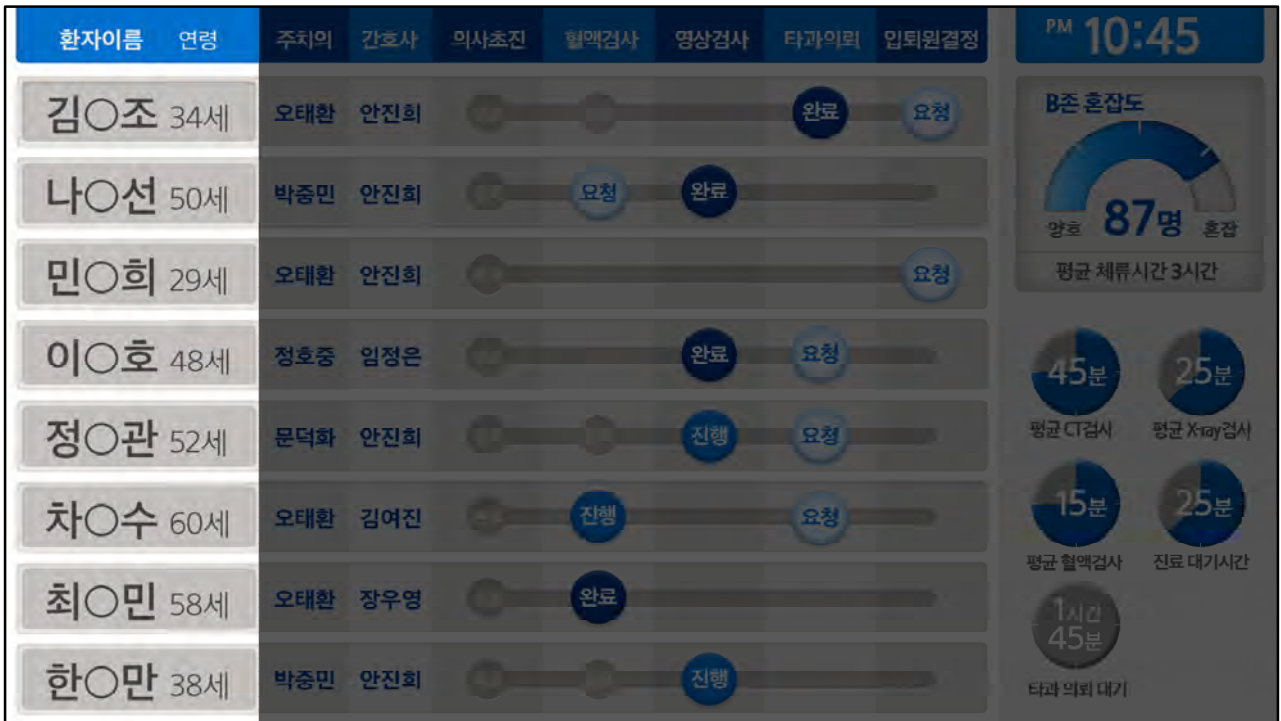 환자이름 연령 주치의 간호사 의사초진 혈액검사 영상검사 타과의뢰 입퇴원결정 PM 10:45
김○조 34세 오태환 안진희 완료 요청
나○선 50세 박중민 안진희 요청 완료
민○희 29세 오태환 안진희 요청
이○호 48세 정호중 임정은 완료 요청
정○관 52세 문덕화 안진희 진행 요청
차○수 60세 오태환 김여진 진행 요청
최○민 58세 오태환 장우영 완료
한○만 38세 박중민 안진희 진행
B존 혼잡도
87명
양호 혼잡
평균 체류시간 3시간
45분 25분
평균 CT검사 평균 X-ray검사
15분 25분
평균 혈액검사 진료 대기시간
1시간
45분
타과 의뢰 대기